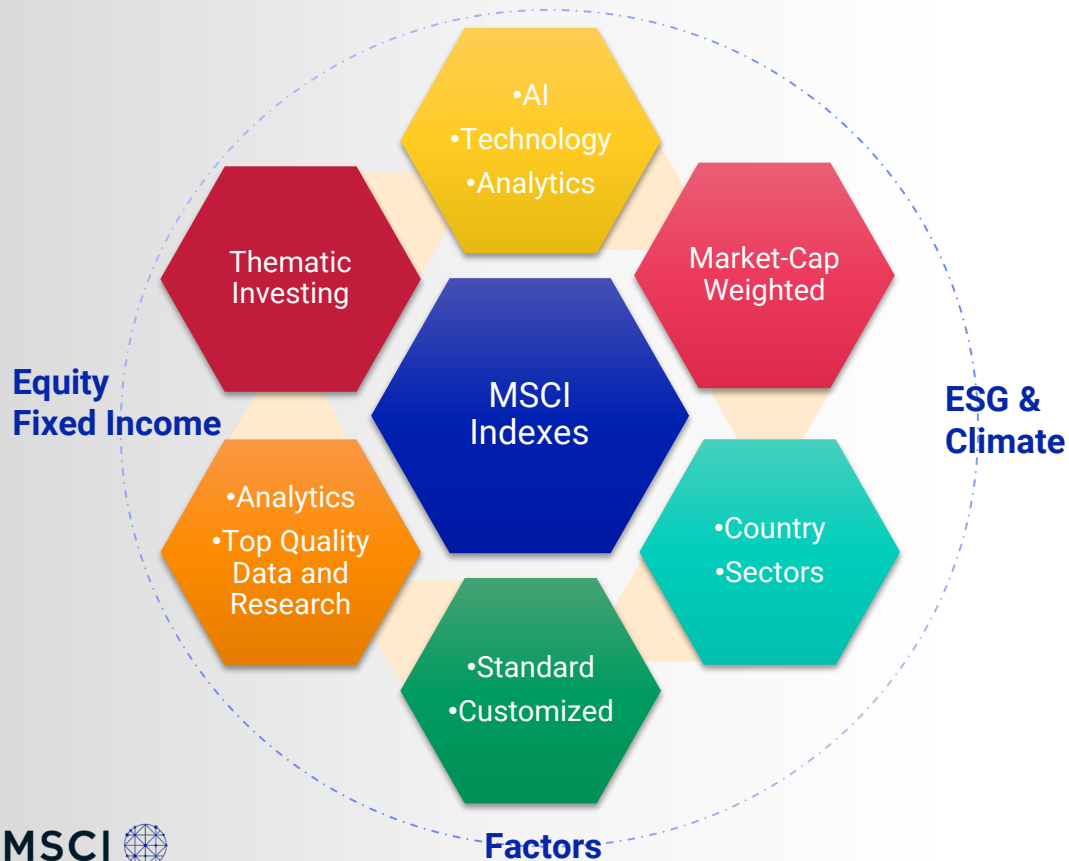 •AI
•Technology
•Analytics
Thematic
Investing
Market-Cap
Weighted
MSCI
Indexes
Equity
Fixed Income
ESG &
Climate
•Analytics
•Top Quality
Data and
Research
•Country
•Sectors
•Standard
•Customized
MSCI
Factors